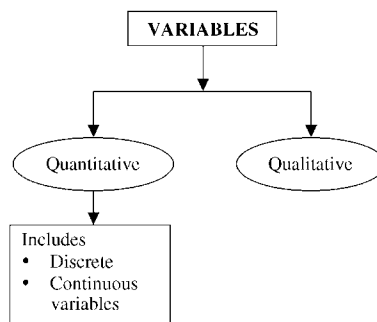 VARIABLES
Quantitative
Qualitative
Includes
• Discrete
• Continuous
variables